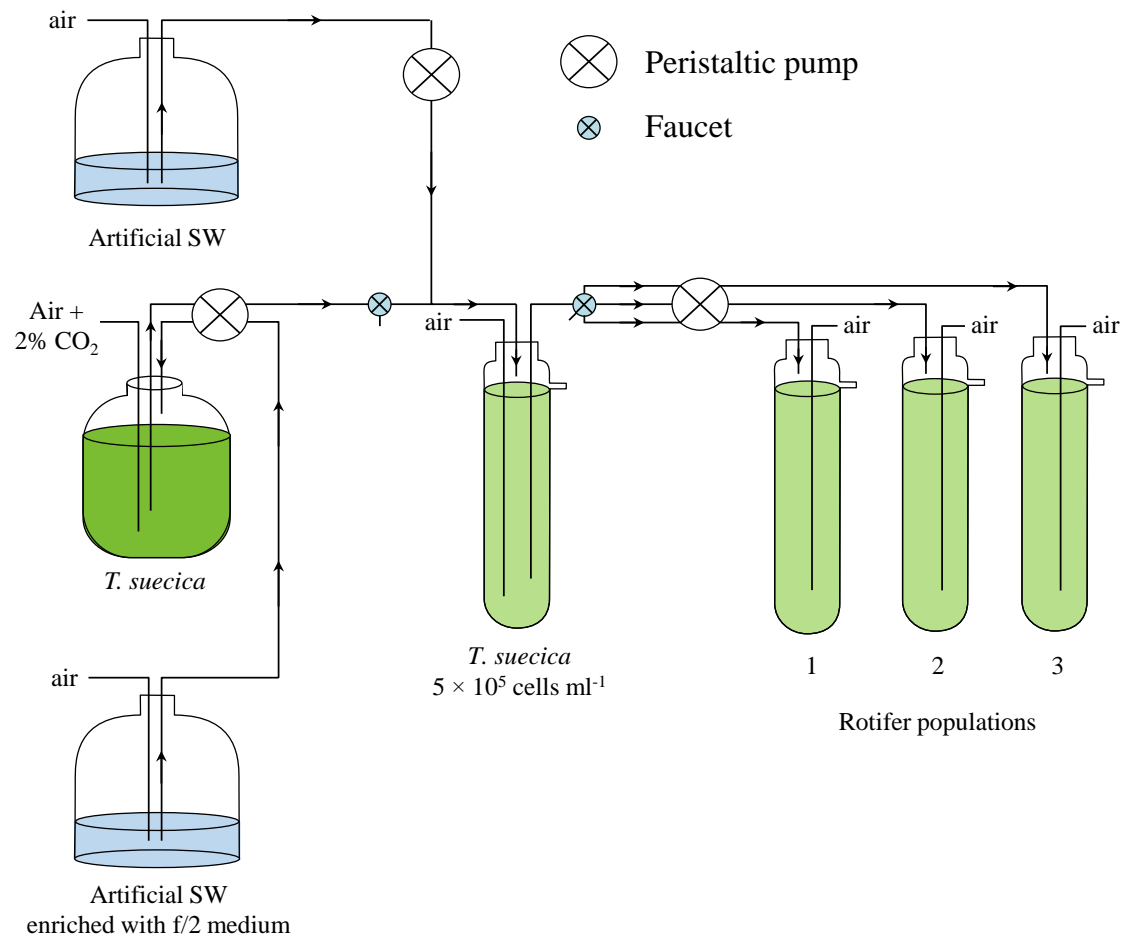 air
Peristaltic pump
Faucet
Artificial SW
Air +
2% CO₂
air
air
air
air
T. suecica
T. suecica
5 × 10⁵ cells ml⁻¹
1
2
3
Rotifer populations
air
Artificial SW
enriched with f/2 medium